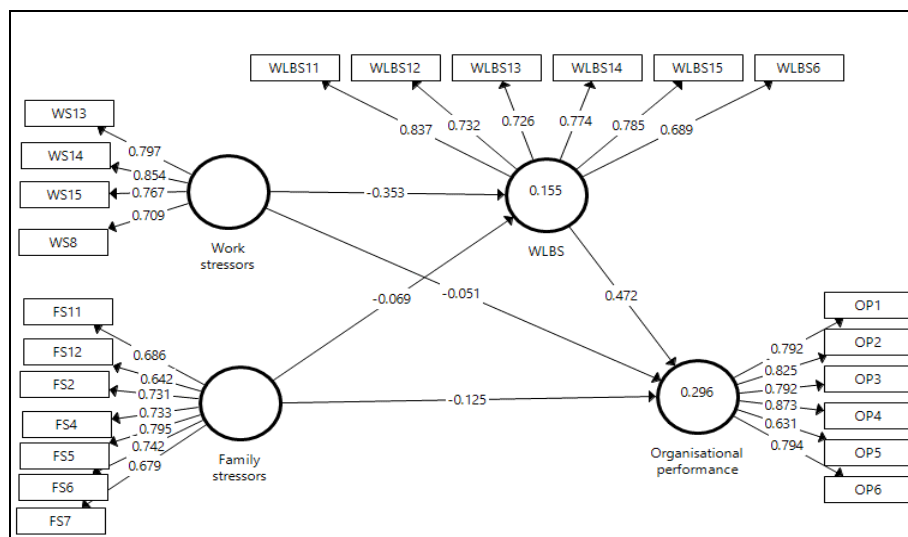 WLBS11
WLBS12
WLBS13
WLBS14
WLBS15
WLBS6
0.837
0.732
0.726
0.774
0.785
0.689
WS13
WS14
WS15
WS8
0.797
0.854
0.767
0.709
Work
stressors
-0.353
0.155
WLBS
-0.069
-0.051
0.472
FS11
FS12
FS2
FS4
FS5
FS6
FS7
0.686
0.642
0.731
0.733
0.795
0.742
0.679
Family
stressors
-0.125
0.296
Organisational
performance
0.792
0.825
0.792
0.873
0.631
0.794
OP1
OP2
OP3
OP4
OP5
OP6